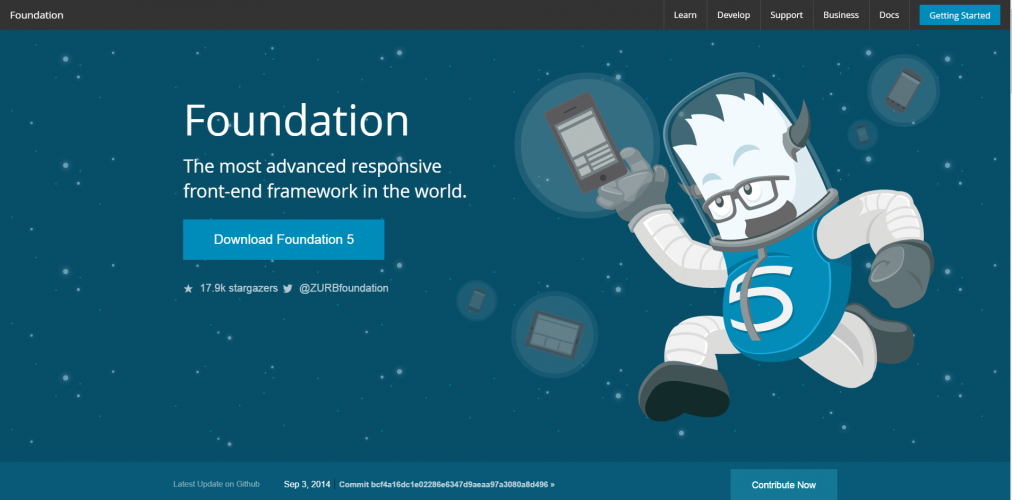 Foundation
Learn Develop Support Business Docs Getting Started
Foundation
The most advanced responsive
front-end framework in the world.
Download Foundation 5
17.9k stargazers @ZURBfoundation
5
Latest Update on Github Sep 3, 2014 Commit bcf4a16dc1e02286e6347d9aeaa97a3080a8d496 »
Contribute Now